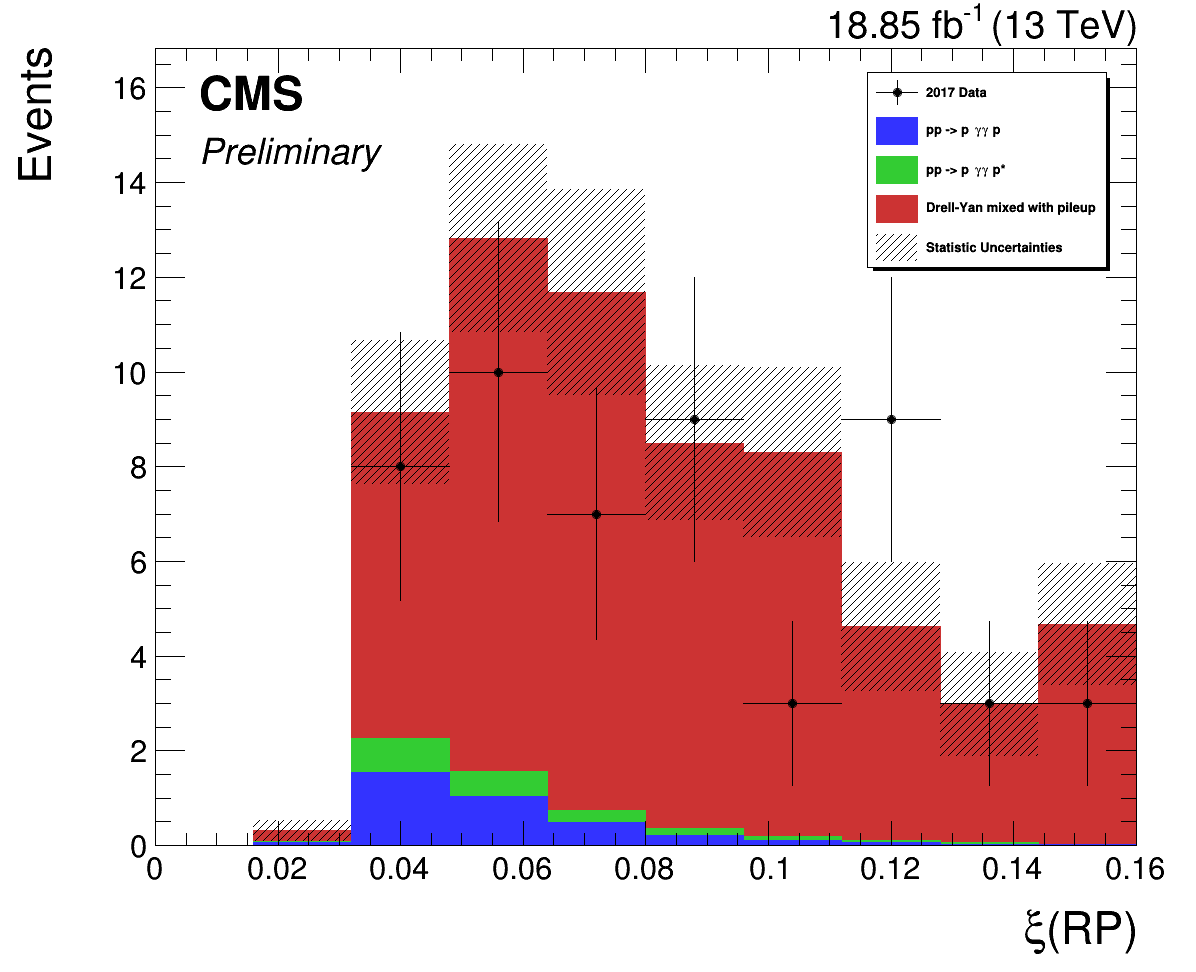 18.85 fb⁻¹ (13 TeV)
Events
CMS
Preliminary
2017 Data
pp -> p γγ p
pp -> p γγ p*
Drell-Yan mixed with pileup
Statistic Uncertainties
16
14
12
10
8
6
4
2
0
0 0.02 0.04 0.06 0.08 0.1 0.12 0.14 0.16
ξ(RP)